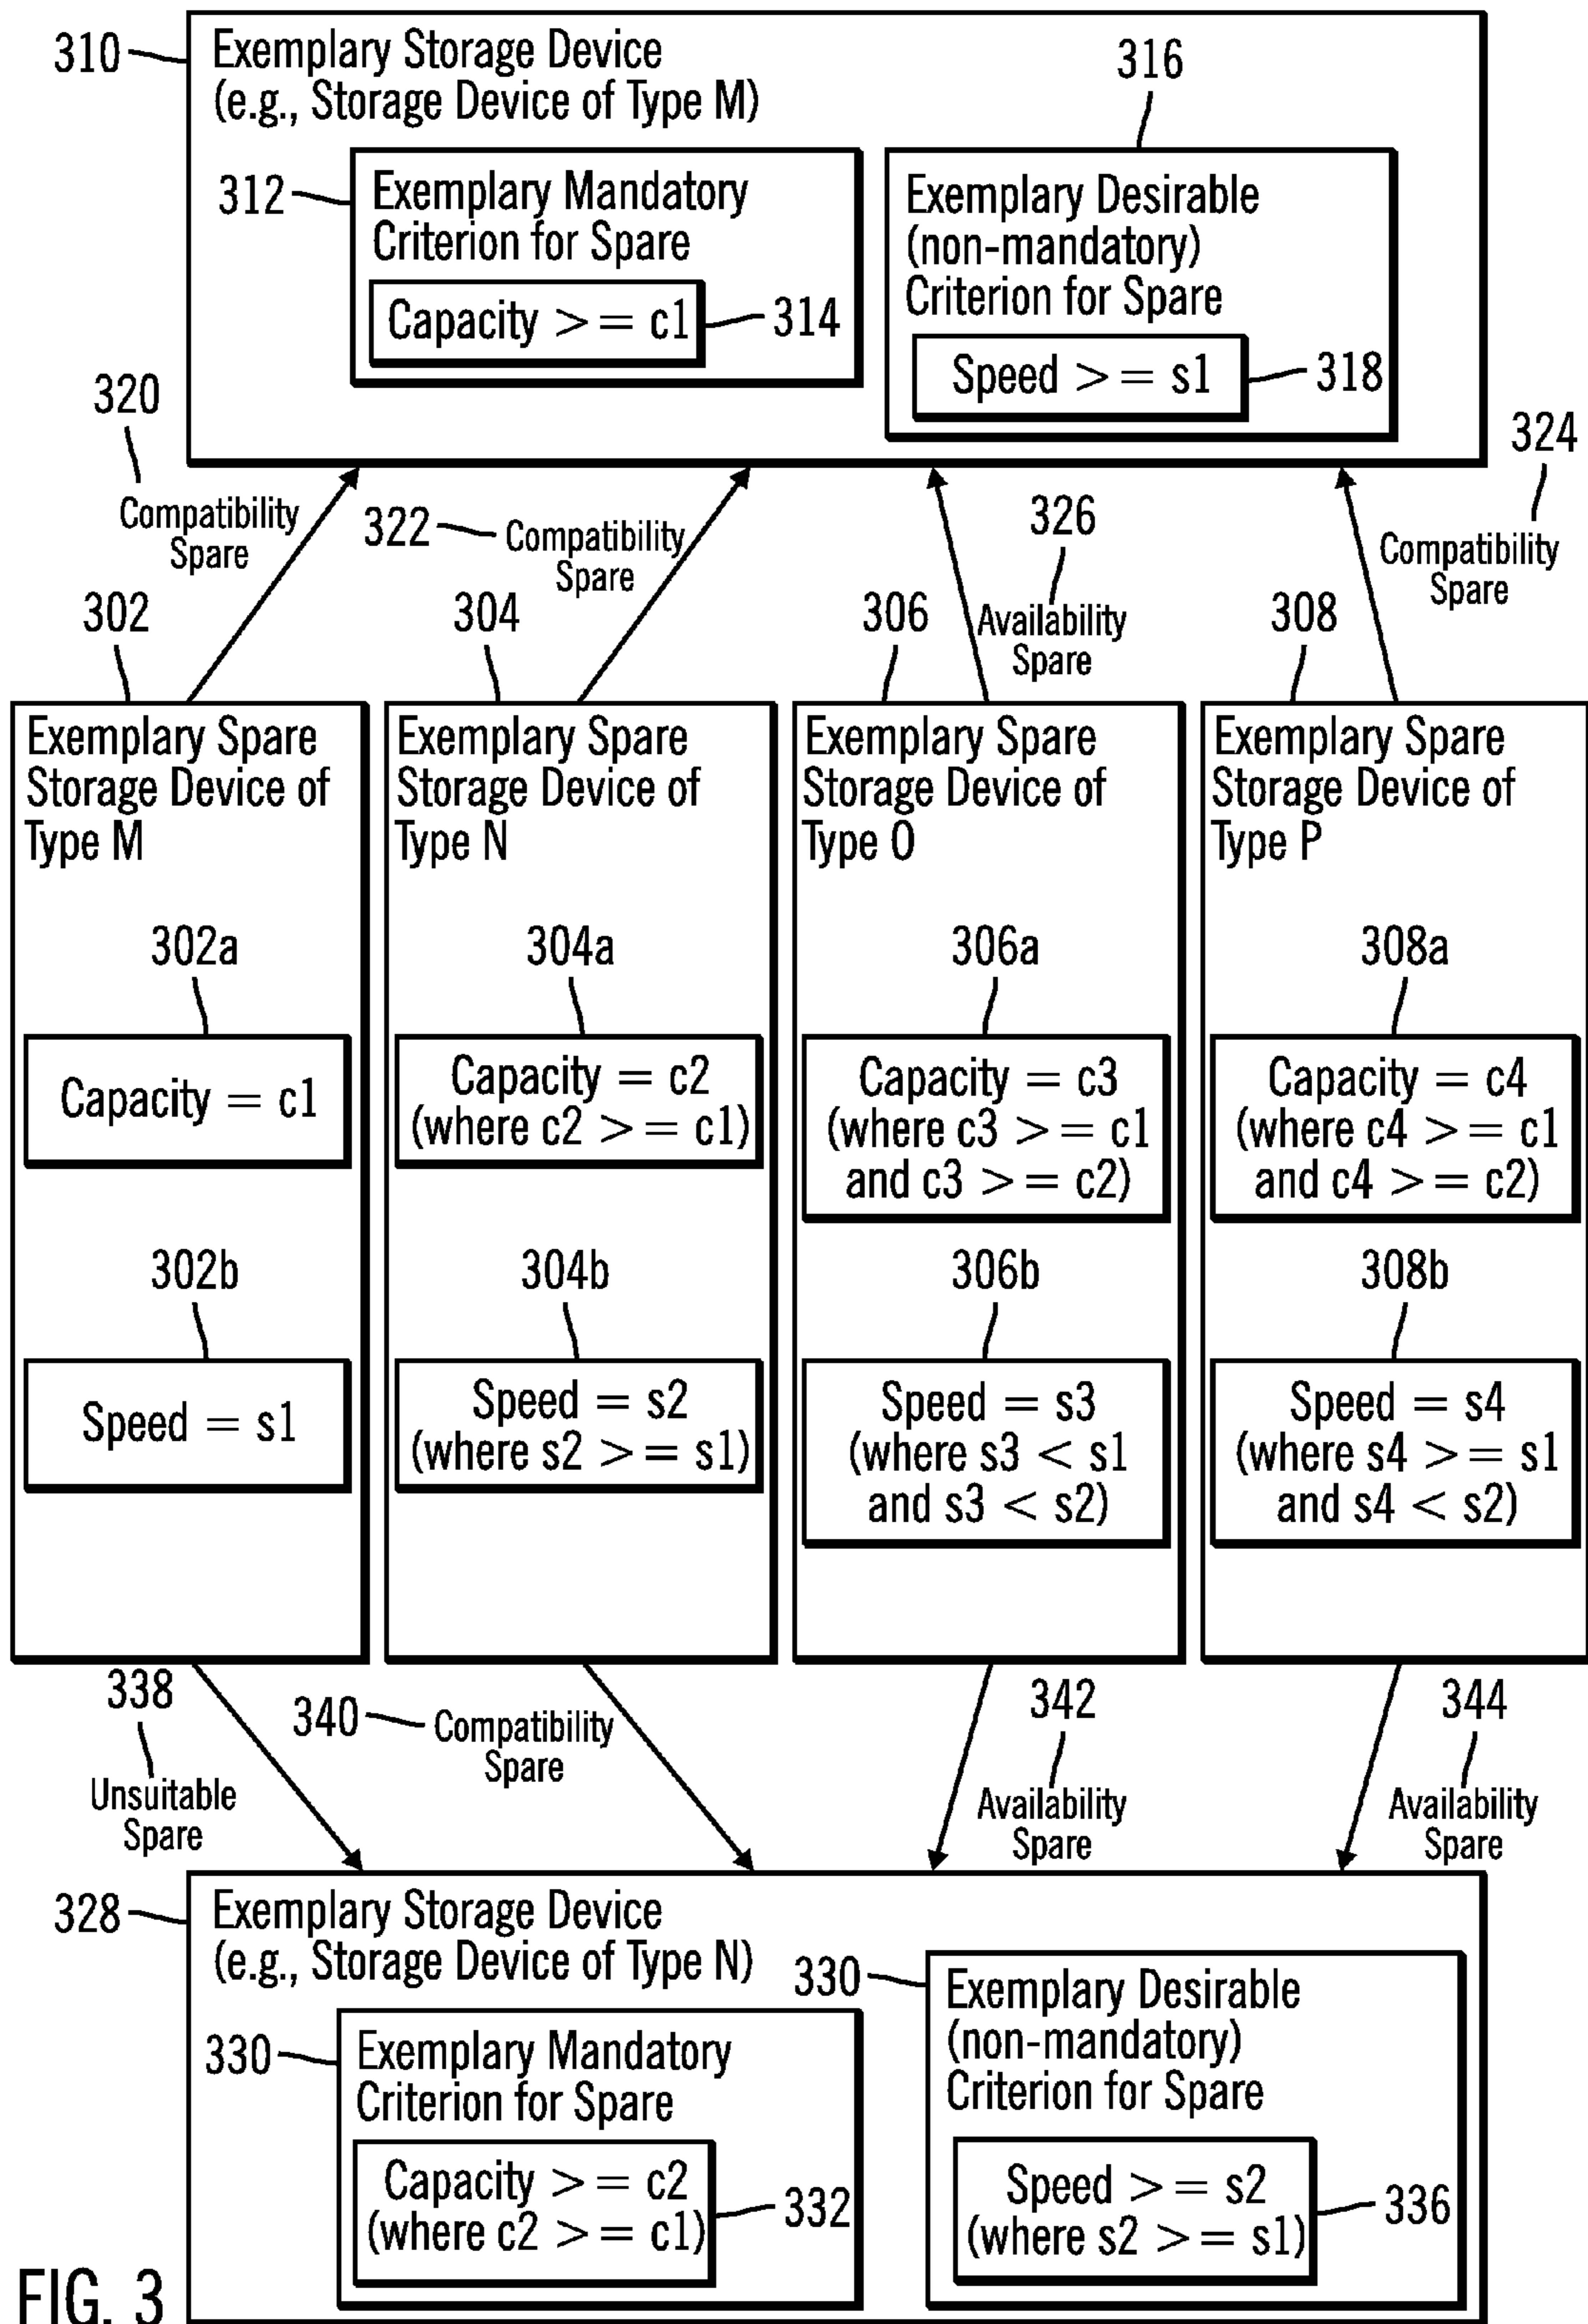 310
Exemplary Storage Device
(e.g., Storage Device of Type M)
316
312
Exemplary Mandatory
Criterion for Spare
Capacity >= c1
314
Exemplary Desirable
(non-mandatory)
Criterion for Spare
Speed >= s1
318
320
Compatibility
Spare
322
Compatibility
Spare
326
Availability
Spare
324
Compatibility
Spare
302
304
306
308
Exemplary Spare
Storage Device of
Type M
302a
Capacity = c1
302b
Speed = s1
Exemplary Spare
Storage Device of
Type N
304a
Capacity = c2
(where c2 >= c1)
304b
Speed = s2
(where s2 >= s1)
Exemplary Spare
Storage Device of
Type O
306a
Capacity = c3
(where c3 >= c1
and c3 >= c2)
306b
Speed = s3
(where s3 < s1
and s3 < s2)
Exemplary Spare
Storage Device of
Type P
308a
Capacity = c4
(where c4 >= c1
and c4 >= c2)
308b
Speed = s4
(where s4 >= s1
and s4 < s2)
338
Unsuitable
Spare
340
Compatibility
Spare
342
Availability
Spare
344
Availability
Spare
328
Exemplary Storage Device
(e.g., Storage Device of Type N)
330
Exemplary Mandatory
Criterion for Spare
Capacity >= c2
(where c2 >= c1)
332
330
Exemplary Desirable
(non-mandatory)
Criterion for Spare
Speed >= s2
(where s2 >= s1)
336
FIG. 3